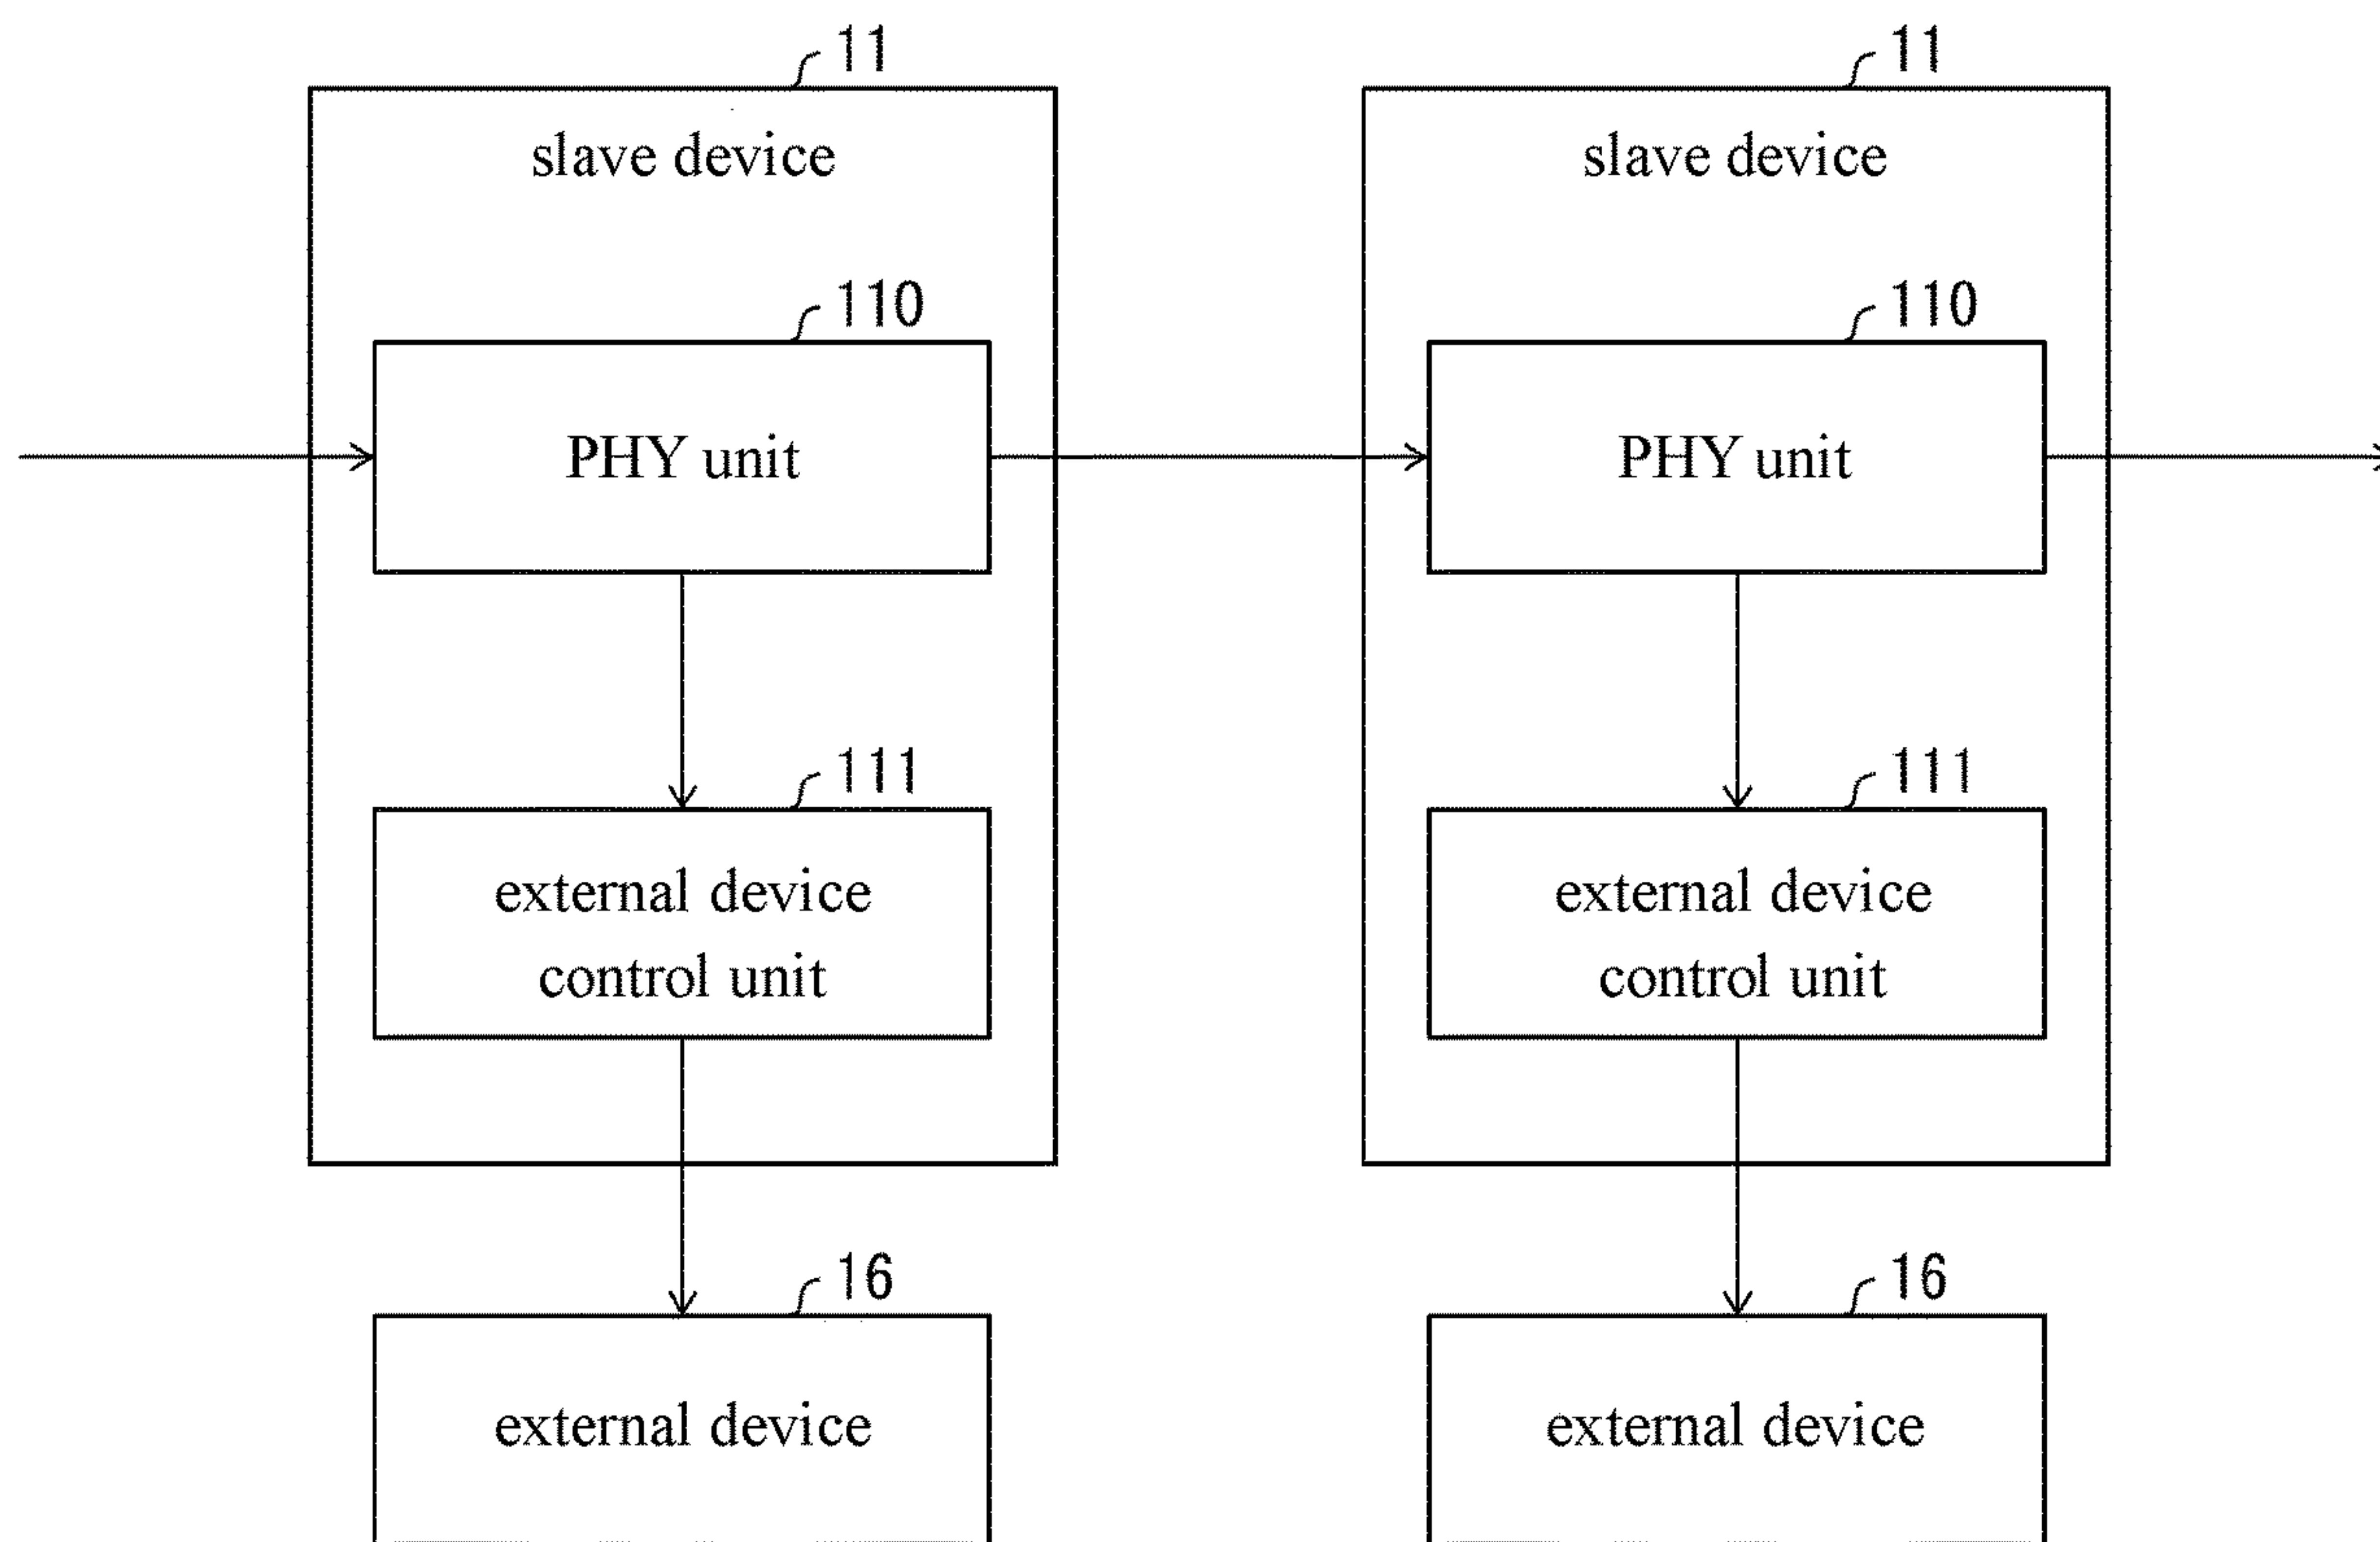 11
slave device
110
PHY unit
111
external device
control unit
16
external device
11
slave device
110
PHY unit
111
external device
control unit
16
external device